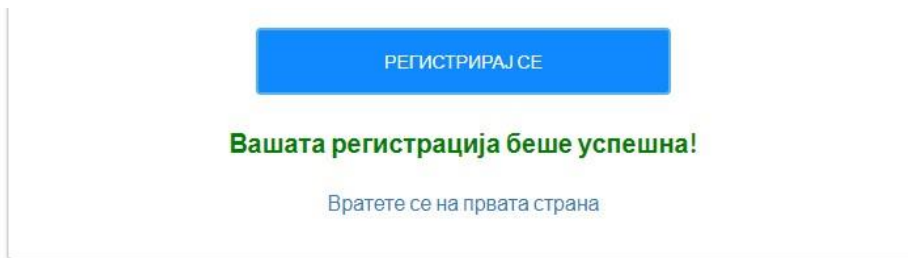 РЕГИСТРИРАЈ СЕ
Вашата регистрација беше успешна!
Вратете се на првата страна